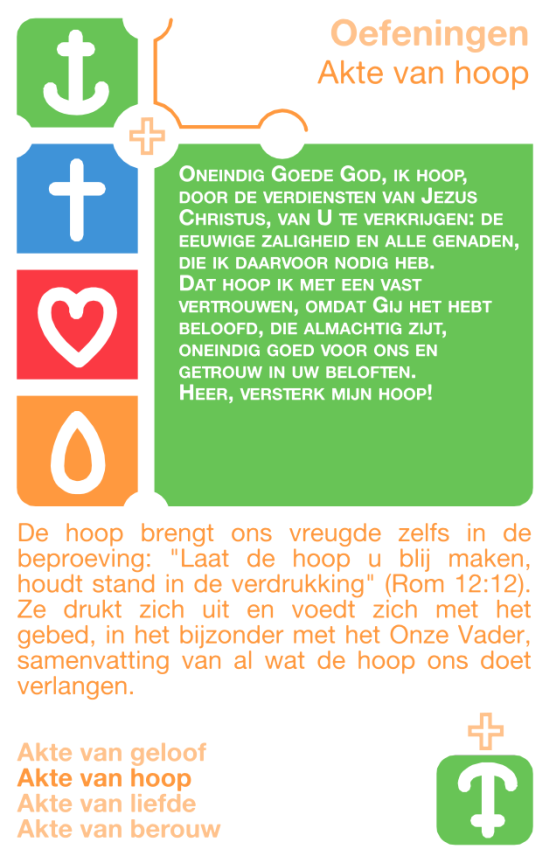 Oefeningen
Akte van hoop
Oneindig Goede God, ik hoop,
door de verdiensten van Jezus
Christus, van U te verkrijgen: de
eeuwige zaligheid en alle genaden,
die ik daarvoor nodig heb.
Dat hoop ik met een vast
vertrouwen, omdat Gij het hebt
beloofd, die almachtig zijt,
oneindig goed voor ons en
getrouw in uw beloften.
Heer, versterk mijn hoop!
De hoop brengt ons vreugde zelfs in de
beproeving: "Laat de hoop u blij maken,
houdt stand in de verdrukking" (Rom 12:12).
Ze drukt zich uit en voedt zich met het
gebed, in het bijzonder met het Onze Vader,
samenvatting van al wat de hoop ons doet
verlangen.
Akte van geloof
Akte van hoop
Akte van liefde
Akte van berouw